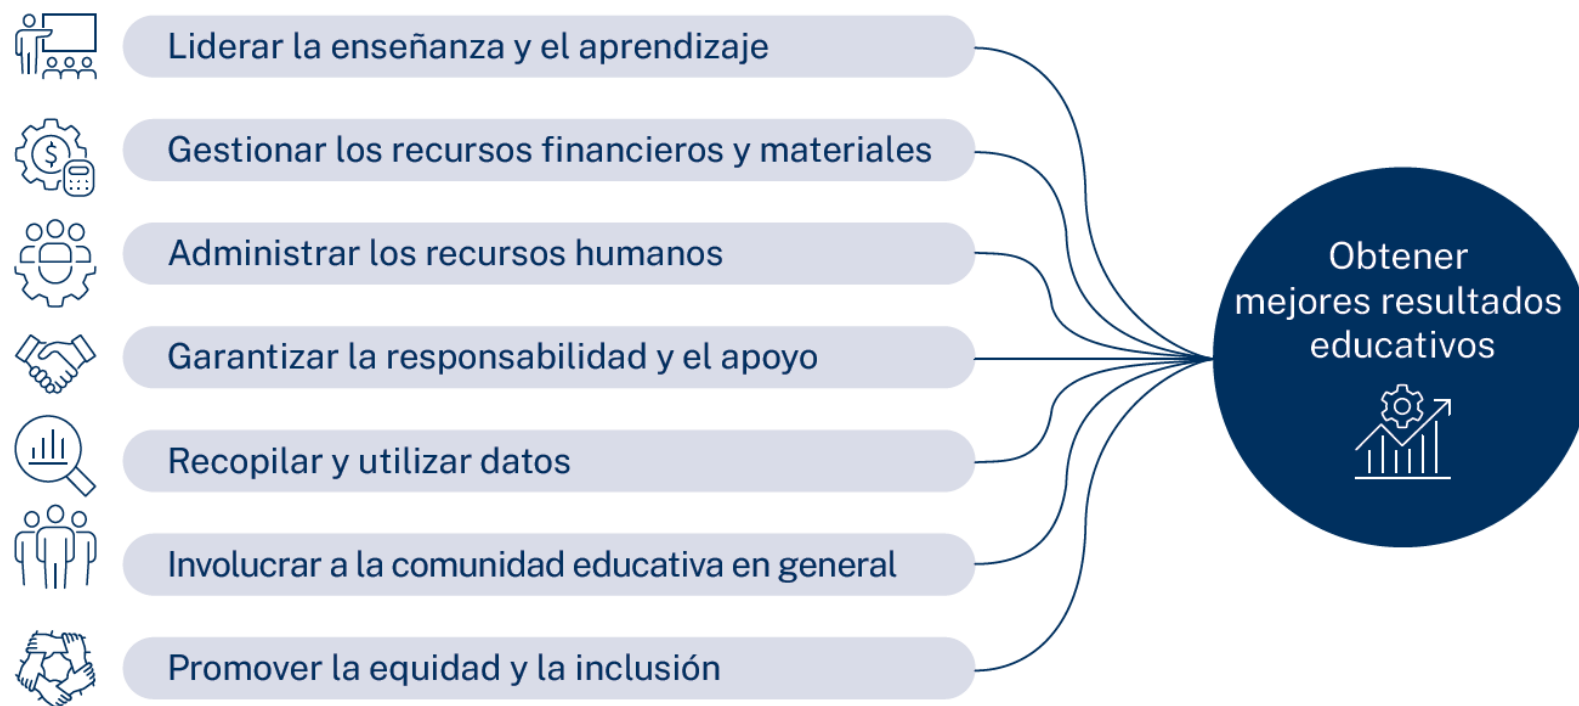 Liderar la enseñanza y el aprendizaje
Gestionar los recursos financieros y materiales
Administrar los recursos humanos
Garantizar la responsabilidad y el apoyo
Recopilar y utilizar datos
Involucrar a la comunidad educativa en general
Promover la equidad y la inclusión
Obtener
mejores resultados
educativos
$